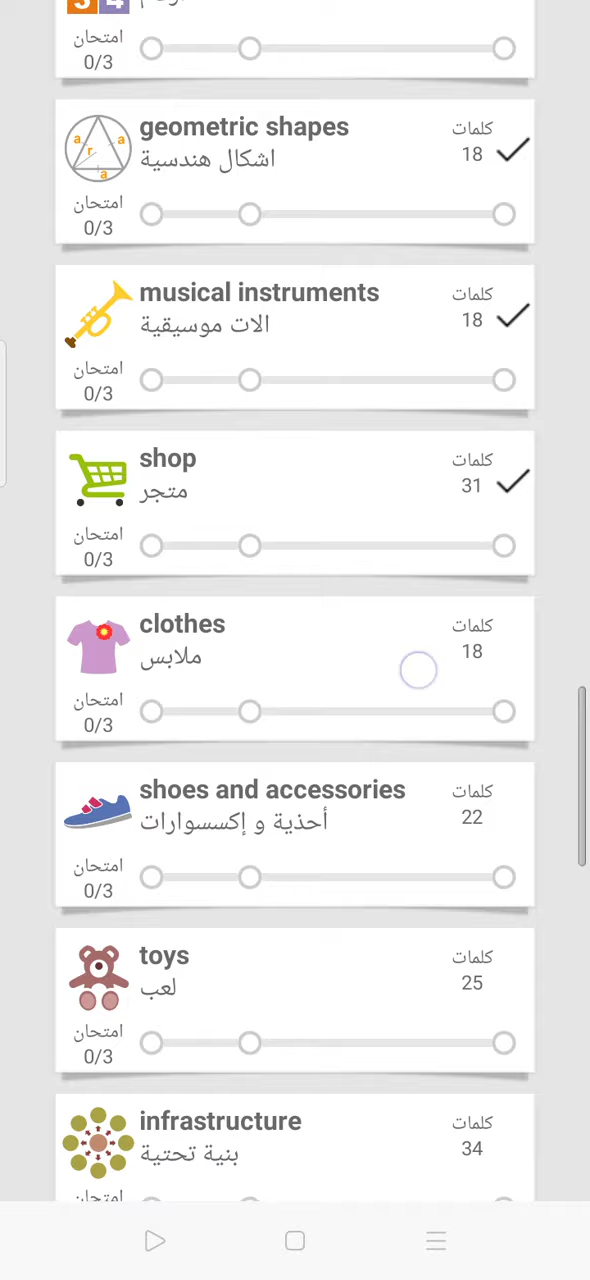 3 4
امتحان
0/3
geometric shapes
اشكال هندسية
كلمات
18
a a
r
a
امتحان
0/3
musical instruments
الات موسيقية
كلمات
18
امتحان
0/3
shop
متجر
كلمات
31
امتحان
0/3
clothes
ملابس
كلمات
18
امتحان
0/3
shoes and accessories
أحذية و إكسسوارات
كلمات
22
امتحان
0/3
toys
لعب
كلمات
25
امتحان
0/3
infrastructure
بنية تحتية
كلمات
34
امتحان